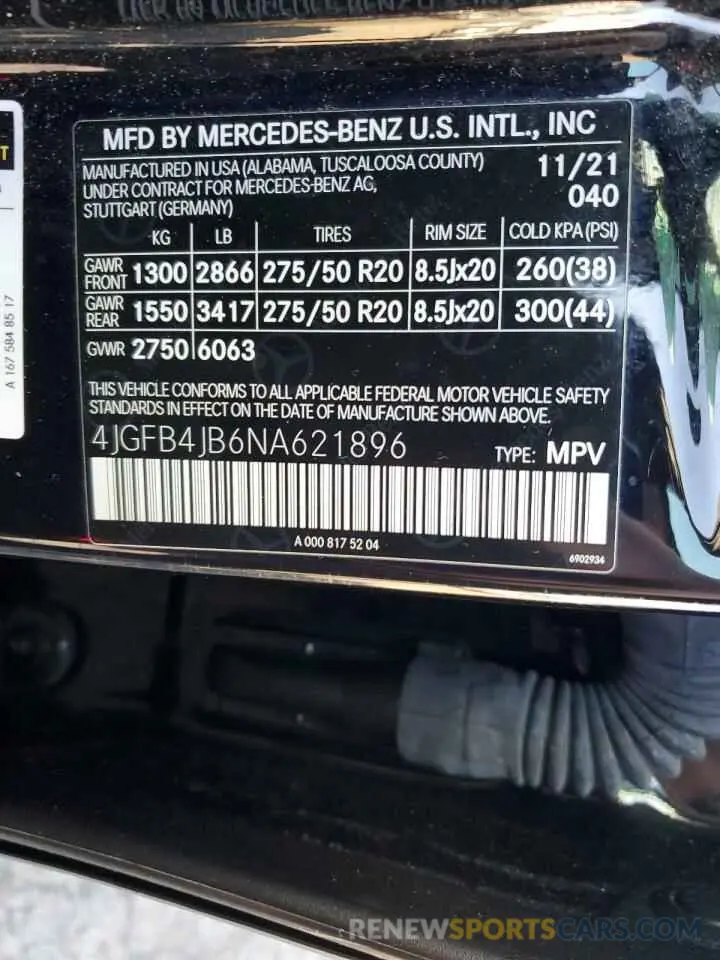 MFD BY MERCEDES-BENZ U.S. INTL., INC
MANUFACTURED IN USA (ALABAMA, TUSCALOOSA COUNTY) 11/21
UNDER CONTRACT FOR MERCEDES-BENZ AG, 040
STUTTGART (GERMANY)
KG LB TIRES RIM SIZE COLD KPA (PSI)
GAWR FRONT 1300 2866 275/50 R20 8.5Jx20 260(38)
GAWR REAR 1550 3417 275/50 R20 8.5Jx20 300(44)
GVWR 2750 6063
THIS VEHICLE CONFORMS TO ALL APPLICABLE FEDERAL MOTOR VEHICLE SAFETY
STANDARDS IN EFFECT ON THE DATE OF MANUFACTURE SHOWN ABOVE.
4JGFB4JB6NA621896 TYPE: MPV
A 000 817 52 04
6902934
A 167 584 85 17
RENEWSPORTSCARS.COM